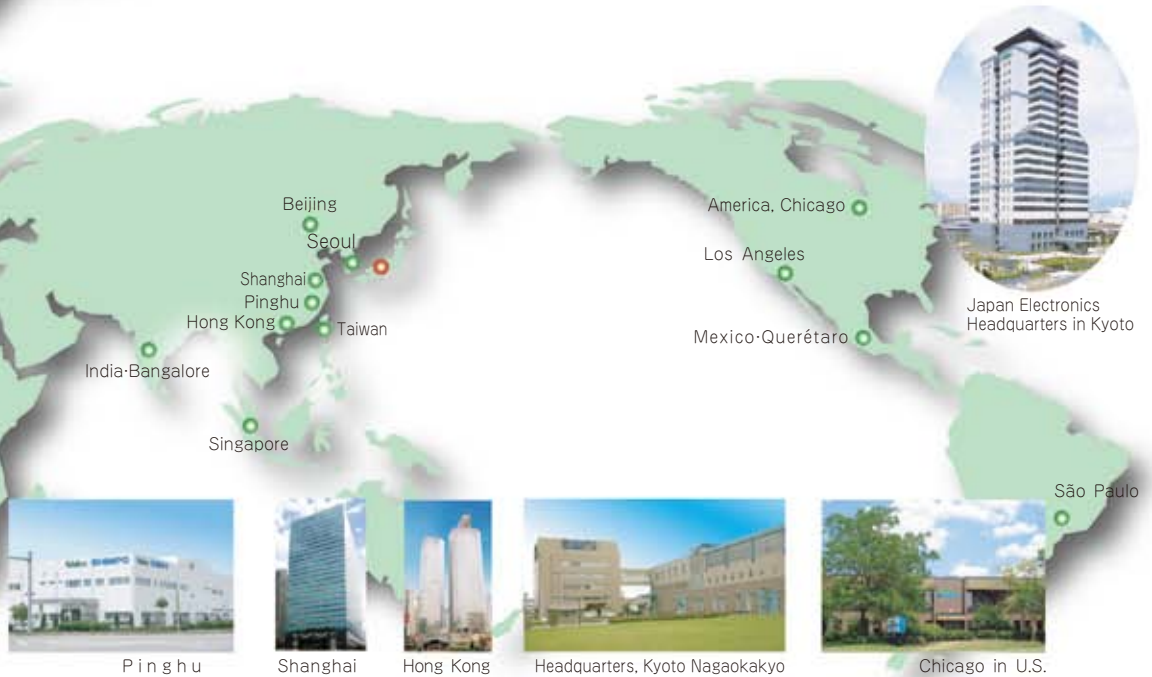 Beijing
Seoul
America, Chicago
Los Angeles
Shanghai
Pinghu
Hong Kong
Taiwan
Mexico·Querétaro
Japan Electronics
Headquarters in Kyoto
India·Bangalore
Singapore
São Paulo
Pinghu
Shanghai
Hong Kong
Headquarters, Kyoto Nagaokakyo
Chicago in U.S.